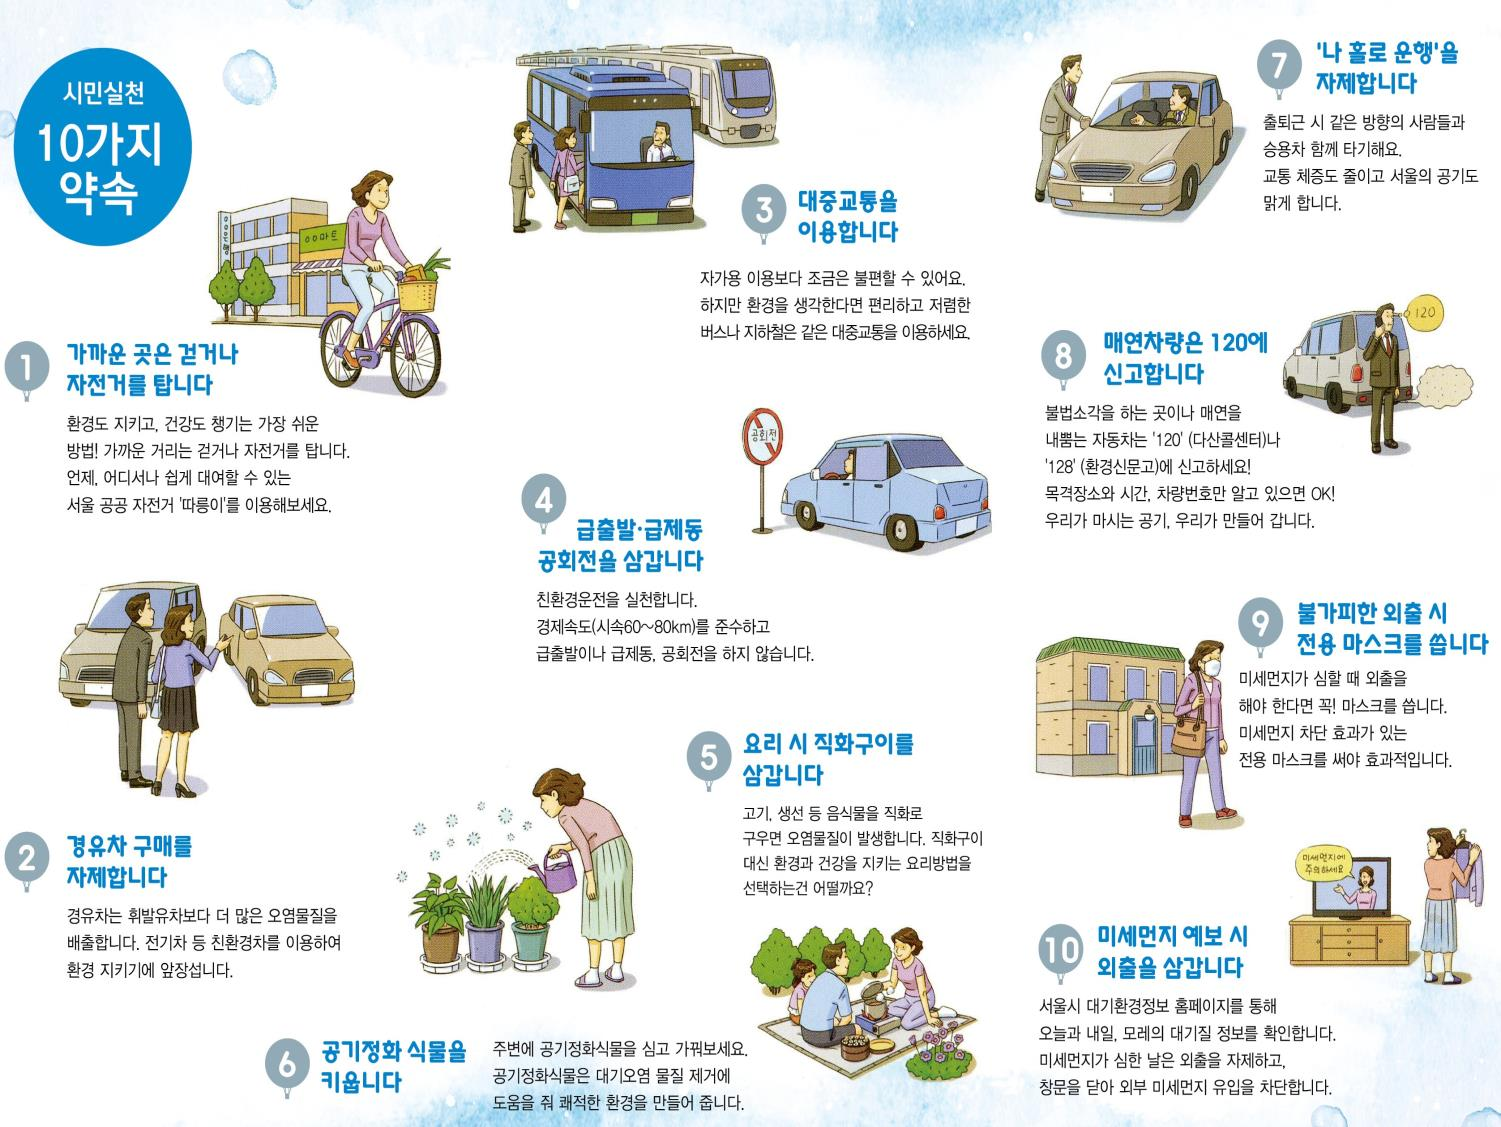 시민실천
10가지
약속
○○은행
○○마트
1
가까운 곳은 걷거나
자전거를 탑니다
환경도 지키고, 건강도 챙기는 가장 쉬운
방법! 가까운 거리는 걷거나 자전거를 탑니다.
언제, 어디서나 쉽게 대여할 수 있는
서울 공공 자전거 '따릉이'를 이용해보세요.
2
경유차 구매를
자제합니다
경유차는 휘발유차보다 더 많은 오염물질을
배출합니다. 전기차 등 친환경차를 이용하여
환경 지키기에 앞장섭니다.
3
대중교통을
이용합니다
자가용 이용보다 조금은 불편할 수 있어요.
하지만 환경을 생각한다면 편리하고 저렴한
버스나 지하철은 같은 대중교통을 이용하세요.
공회전
4
급출발·급제동
공회전을 삼갑니다
친환경운전을 실천합니다.
경제속도(시속60~80km)를 준수하고
급출발이나 급제동, 공회전을 하지 않습니다.
5
요리 시 직화구이를
삼갑니다
고기, 생선 등 음식물을 직화로
구우면 오염물질이 발생합니다. 직화구이
대신 환경과 건강을 지키는 요리방법을
선택하는건 어떨까요?
6
공기정화 식물을
키웁니다
주변에 공기정화식물을 심고 가꿔보세요.
공기정화식물은 대기오염 물질 제거에
도움을 줘 쾌적한 환경을 만들어 줍니다.
7
'나 홀로 운행'을
자제합니다
출퇴근 시 같은 방향의 사람들과
승용차 함께 타기해요.
교통 체증도 줄이고 서울의 공기도
맑게 합니다.
8
매연차량은 120에
신고합니다
120
불법소각을 하는 곳이나 매연을
내뿜는 자동차는 '120' (다산콜센터)나
'128' (환경신문고)에 신고하세요!
목격장소와 시간, 차량번호만 알고 있으면 OK!
우리가 마시는 공기, 우리가 만들어 갑니다.
9
불가피한 외출 시
전용 마스크를 씁니다
미세먼지가 심할 때 외출을
해야 한다면 꼭! 마스크를 씁니다.
미세먼지 차단 효과가 있는
전용 마스크를 써야 효과적입니다.
미세먼지에
주의하세요
10
미세먼지 예보 시
외출을 삼갑니다
서울시 대기환경정보 홈페이지를 통해
오늘과 내일, 모레의 대기질 정보를 확인합니다.
미세먼지가 심한 날은 외출을 자제하고,
창문을 닫아 외부 미세먼지 유입을 차단합니다.